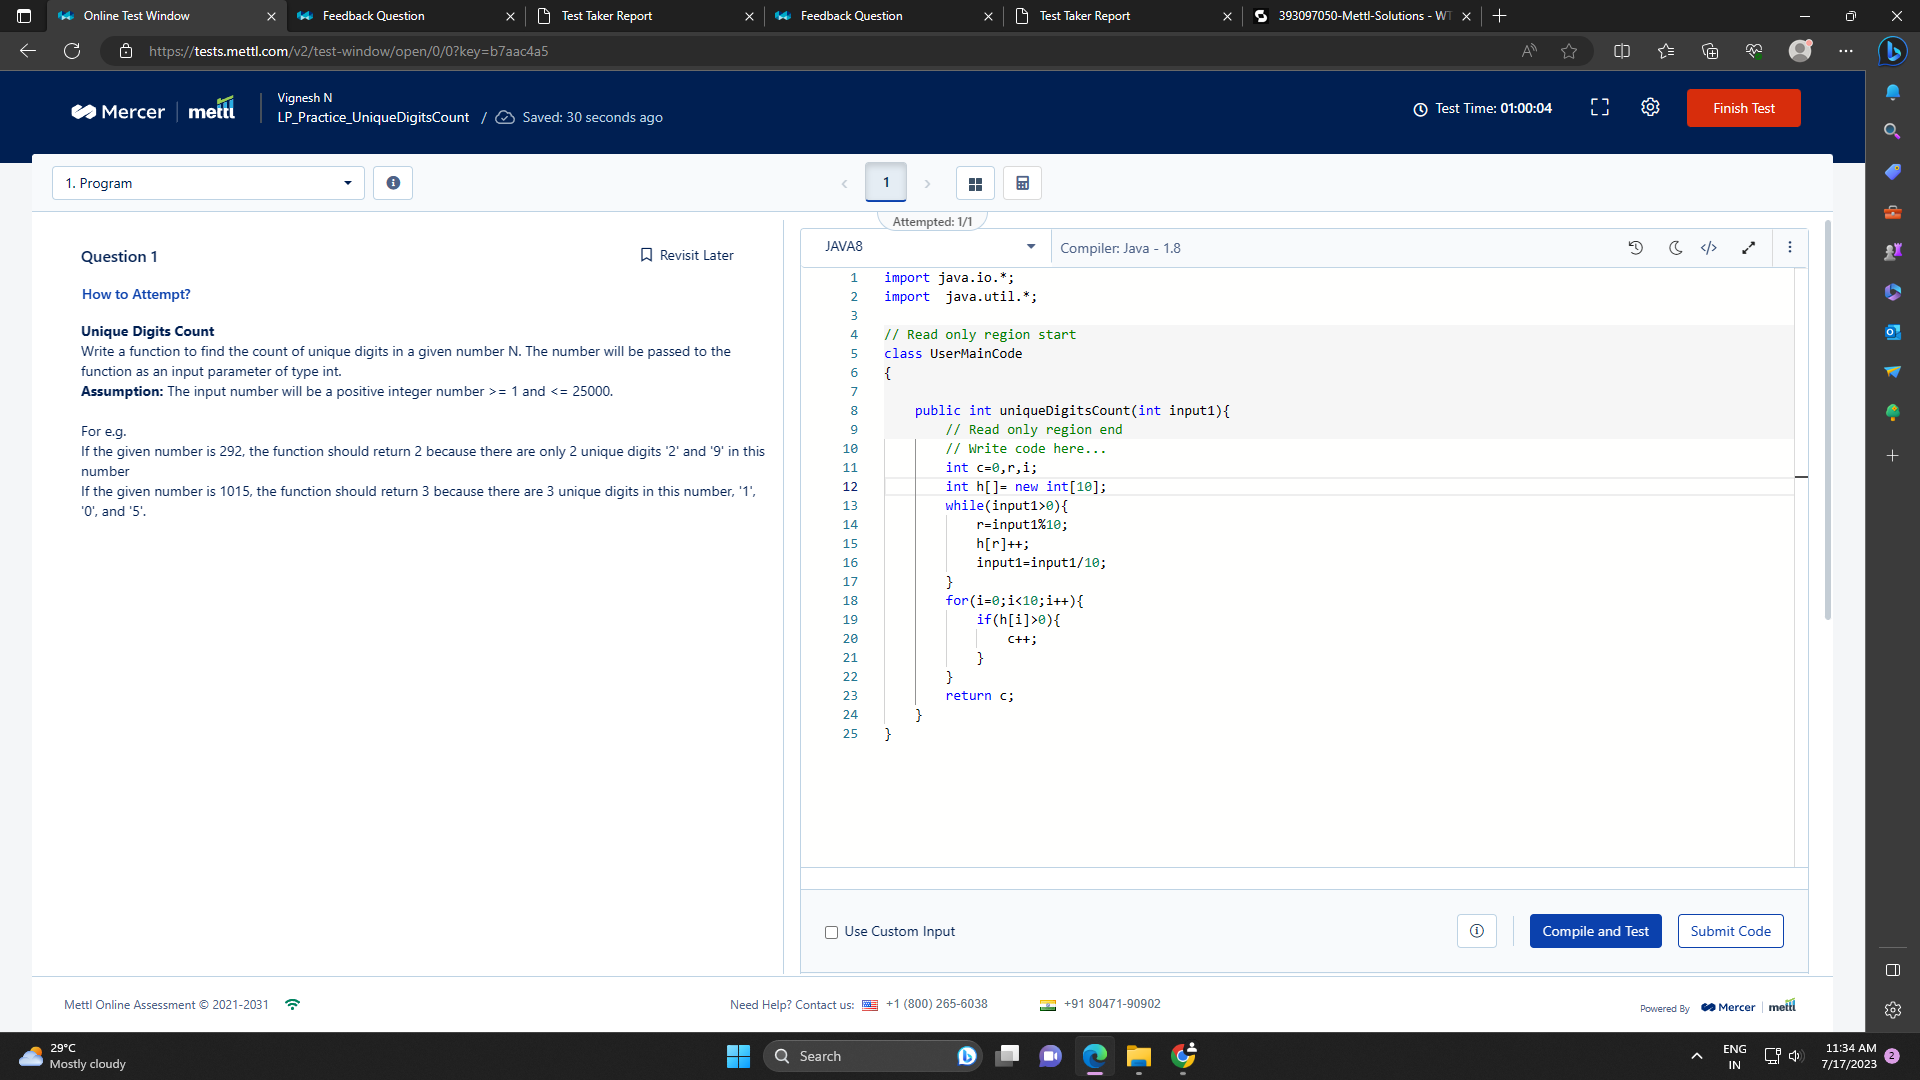 Online Test Window
Feedback Question
Test Taker Report
Feedback Question
Test Taker Report
393097050-Mettl-Solutions - WT
https://tests.mettl.com/v2/test-window/open/0/0?key=b7aac4a5
Mercer | mettl
Vignesh N
LP_Practice_UniqueDigitsCount / Saved: 30 seconds ago
Test Time: 01:00:04
Finish Test
1. Program
1
Attempted: 1/1
Question 1
Revisit Later
How to Attempt?
Unique Digits Count
Write a function to find the count of unique digits in a given number N. The number will be passed to the
function as an input parameter of type int.
Assumption: The input number will be a positive integer number >= 1 and <= 25000.
For e.g.
If the given number is 292, the function should return 2 because there are only 2 unique digits '2' and '9' in this
number
If the given number is 1015, the function should return 3 because there are 3 unique digits in this number, '1',
'0', and '5'.
JAVA8
Compiler: Java - 1.8
1 import java.io.*;
2 import  java.util.*;
3
4 // Read only region start
5 class UserMainCode
6 {
7
8     public int uniqueDigitsCount(int input1){
9         // Read only region end
10         // Write code here...
11         int c=0,r,i;
12         int h[]= new int[10];
13         while(input1>0){
14             r=input1%10;
15             h[r]++;
16             input1=input1/10;
17         }
18         for(i=0;i<10;i++){
19             if(h[i]>0){
20                 c++;
21             }
22         }
23         return c;
24     }
25 }
Use Custom Input
Compile and Test
Submit Code
Mettl Online Assessment © 2021-2031
Need Help? Contact us: +1 (800) 265-6038
+91 80471-90902
Powered By Mercer | mettl
29°C
Mostly cloudy
Search
ENG
IN
11:34 AM
7/17/2023
2